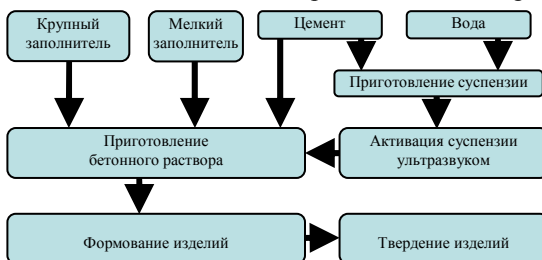 Крупный
заполнитель
Мелкий
заполнитель
Цемент
Вода
Приготовление суспензии
Приготовление
бетонного раствора
Активация суспензии
ультразвуком
Формование изделий
Твердение изделий